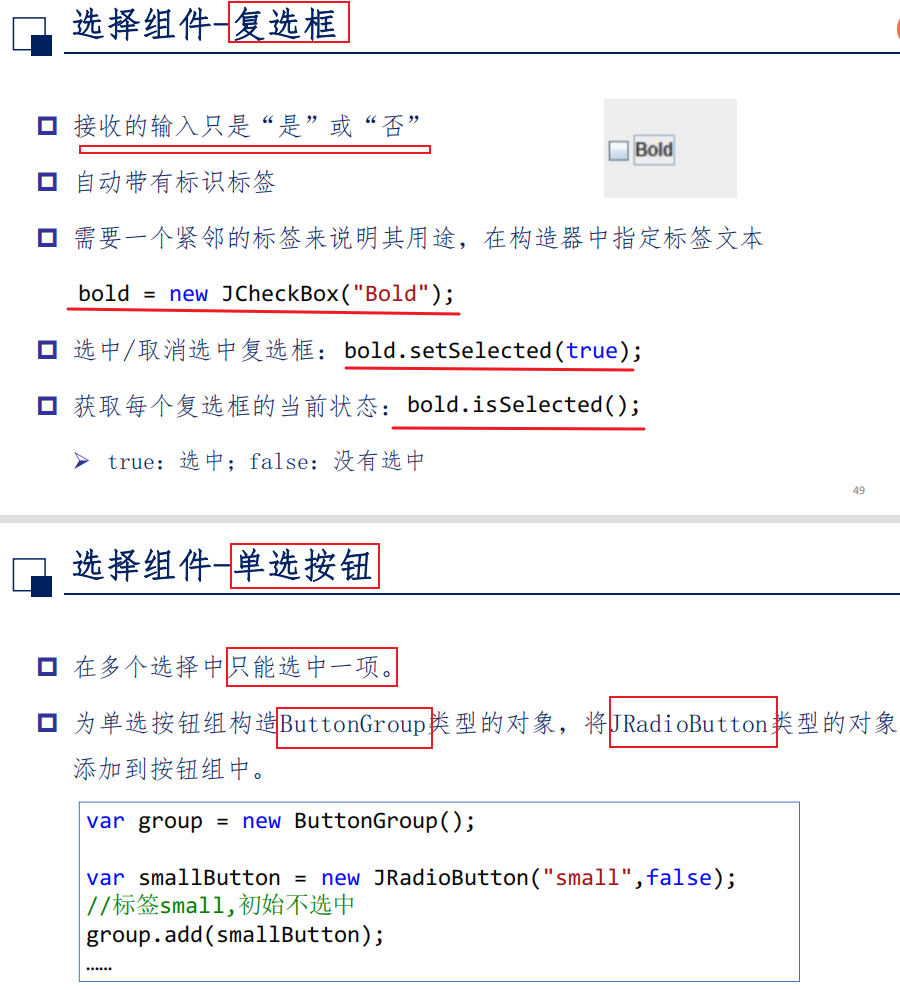 选择组件-复选框
接收的输入只是“是”或“否”
Bold
自动带有标识标签
需要一个紧邻的标签来说明其用途，在构造器中指定标签文本
bold = new JCheckBox("Bold");
选中/取消选中复选框：bold.setSelected(true);
获取每个复选框的当前状态：bold.isSelected();
true：选中；false：没有选中
49
选择组件-单选按钮
在多个选择中只能选中一项。
为单选按钮组构造ButtonGroup类型的对象，将JRadioButton类型的对象
添加到按钮组中。
var group = new ButtonGroup();
var smallButton = new JRadioButton("small",false);
//标签small,初始不选中
group.add(smallButton);
……